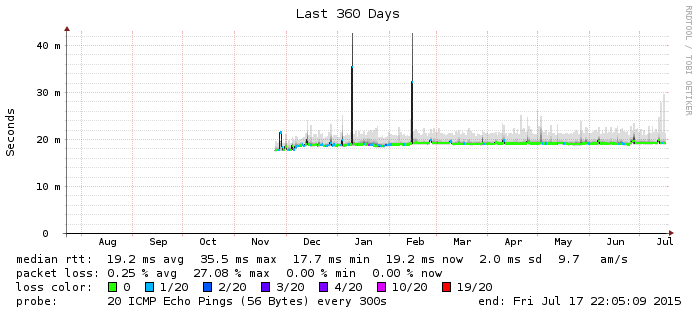 Last 360 Days
RRDTOOL / TOBI OETIKER
Seconds
40 m
30 m
20 m
10 m
0
Aug Sep Oct Nov Dec Jan Feb Mar Apr May Jun Jul
median rtt: 19.2 ms avg 35.5 ms max 17.7 ms min 19.2 ms now 2.0 ms sd 9.7 am/s
packet loss: 0.25 % avg 27.08 % max 0.00 % min 0.00 % now
loss color: 0 1/20 2/20 3/20 4/20 10/20 19/20
probe: 20 ICMP Echo Pings (56 Bytes) every 300s end: Fri Jul 17 22:05:09 2015